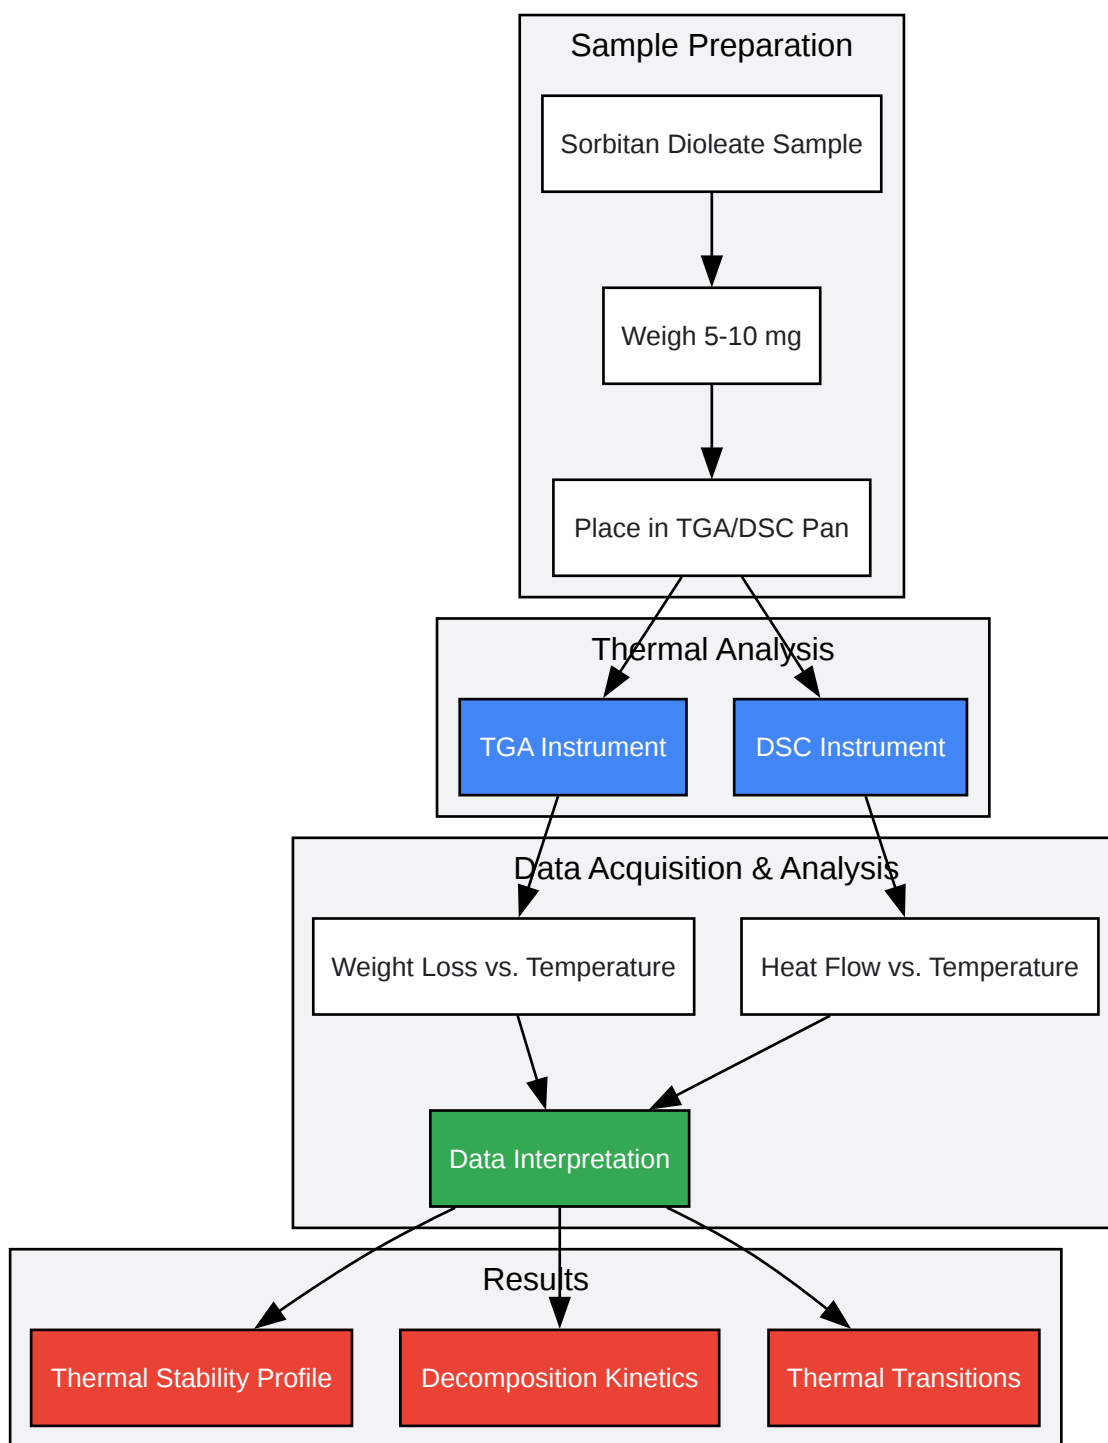 Sample Preparation
Sorbitan Dioleate Sample
Weigh 5-10 mg
Place in TGA/DSC Pan
Thermal Analysis
TGA Instrument
DSC Instrument
Data Acquisition & Analysis
Weight Loss vs. Temperature
Heat Flow vs. Temperature
Data Interpretation
Results
Thermal Stability Profile
Decomposition Kinetics
Thermal Transitions